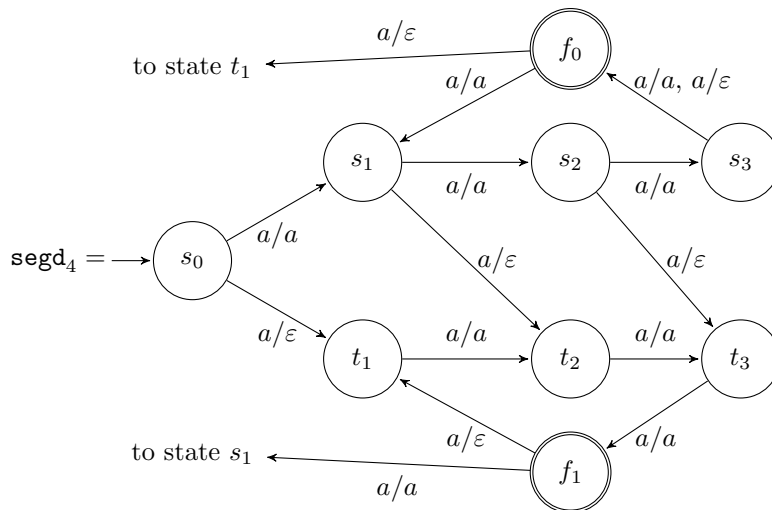 a/ε
f₀
to state t₁
a/a
a/a, a/ε
s₁
a/a
s₂
a/a
s₃
segd₄ =
s₀
a/a
a/ε
a/ε
a/ε
t₁
a/a
t₂
a/a
t₃
to state s₁
a/ε
f₁
a/a
a/a